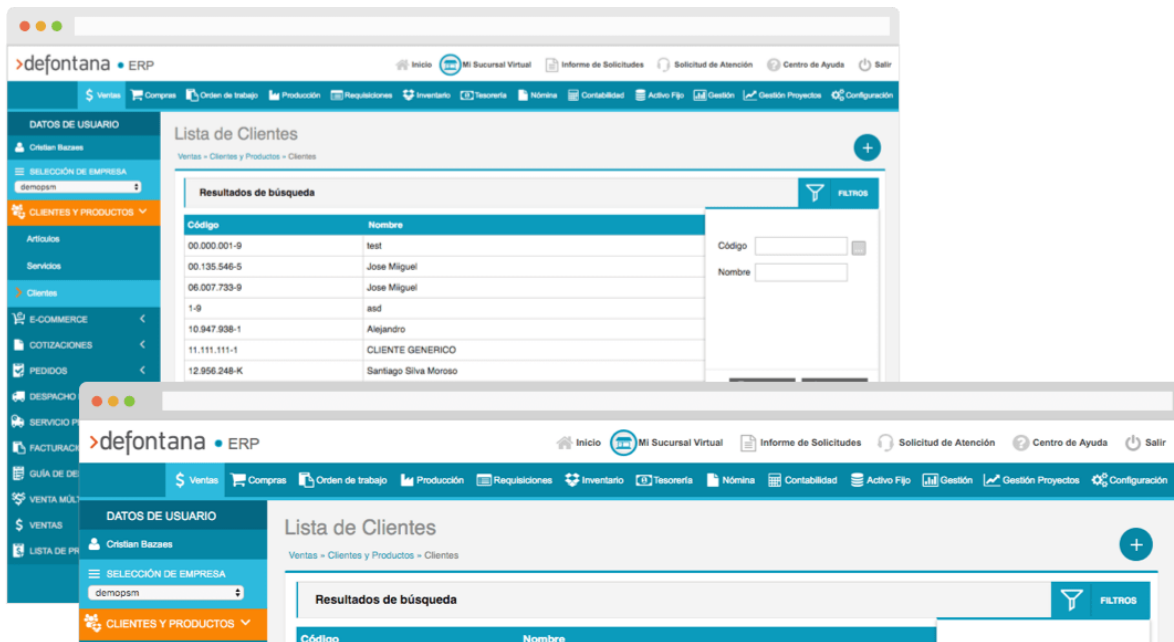 >defontana • ERP
Inicio Mi Sucursal Virtual Informe de Solicitudes Solicitud de Atención Centro de Ayuda Salir
$ Ventas Compras Orden de trabajo Producción Requisiciones Inventario Tesorería Nómina Contabilidad Activo Fijo Gestión Gestión Proyectos Configuración
DATOS DE USUARIO
Cristian Bazaes
SELECCIÓN DE EMPRESA
demopsm
CLIENTES Y PRODUCTOS
Artículos
Servicios
Clientes
E-COMMERCE
COTIZACIONES
PEDIDOS
DESPACHO
SERVICIO
FACTURACI
GUÍA DE DE
VENTA MÚL
$ VENTAS
LISTA DE PR
Lista de Clientes
Ventas » Clientes y Productos » Clientes
Resultados de búsqueda
FILTROS
Código Nombre
00.000.001-9 test
00.135.546-5 Jose Miiguel
06.007.733-9 Jose Miiguel
1-9 asd
10.947.938-1 Alejandro
11.111.111-1 CLIENTE GENERICO
12.956.248-K Santiago Silva Moroso
Código
Nombre
>defontana • ERP
Inicio Mi Sucursal Virtual Informe de Solicitudes Solicitud de Atención Centro de Ayuda Salir
$ Ventas Compras Orden de trabajo Producción Requisiciones Inventario Tesorería Nómina Contabilidad Activo Fijo Gestión Gestión Proyectos Configuración
DATOS DE USUARIO
Cristian Bazaes
SELECCIÓN DE EMPRESA
demopsm
CLIENTES Y PRODUCTOS
Lista de Clientes
Ventas » Clientes y Productos » Clientes
Resultados de búsqueda
FILTROS
Código Nombre